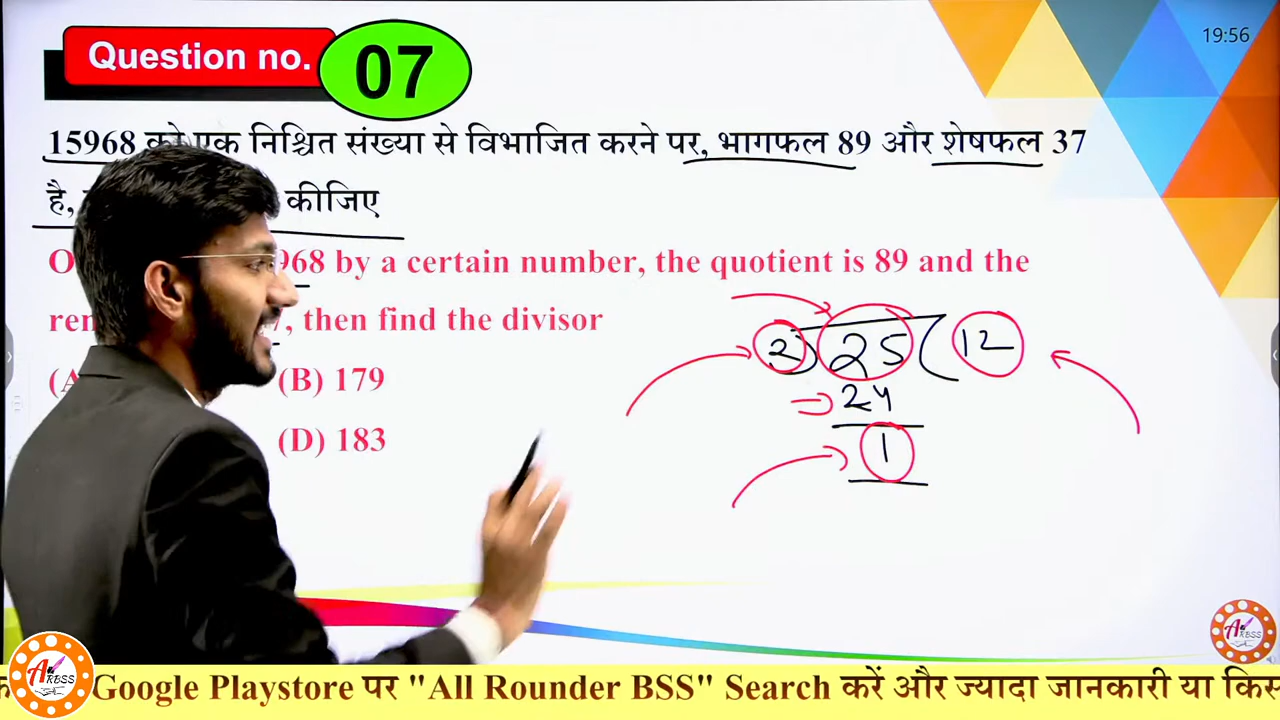 Question no. 07
19:56
15968 को एक निश्चित संख्या से विभाजित करने पर, भागफल 89 और शेषफल 37
है, कीजिए
968 by a certain number, the quotient is 89 and the
then find the divisor
(B) 179
(D) 183
2) 25 ( 12
24
1
ARBSS
ARBSS
Google Playstore पर "All Rounder BSS" Search करें और ज्यादा जानकारी या